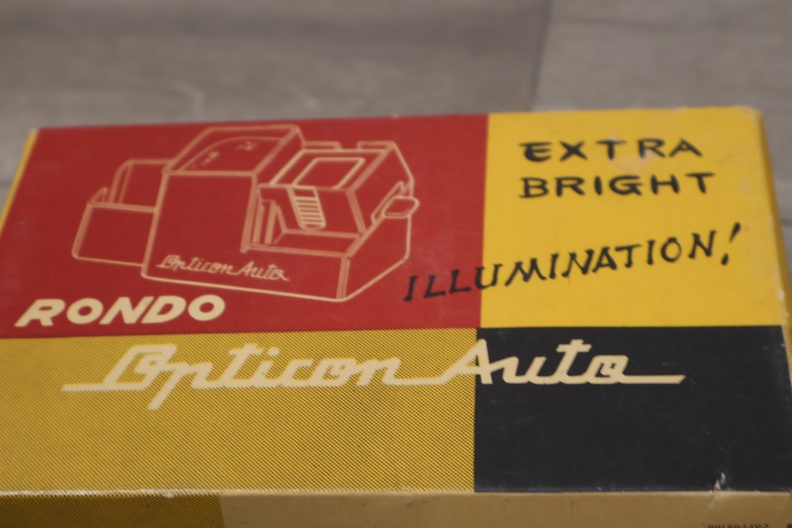 EXTRA
BRIGHT
ILLUMINATION!
Opticon Auto
RONDO
Opticon Auto